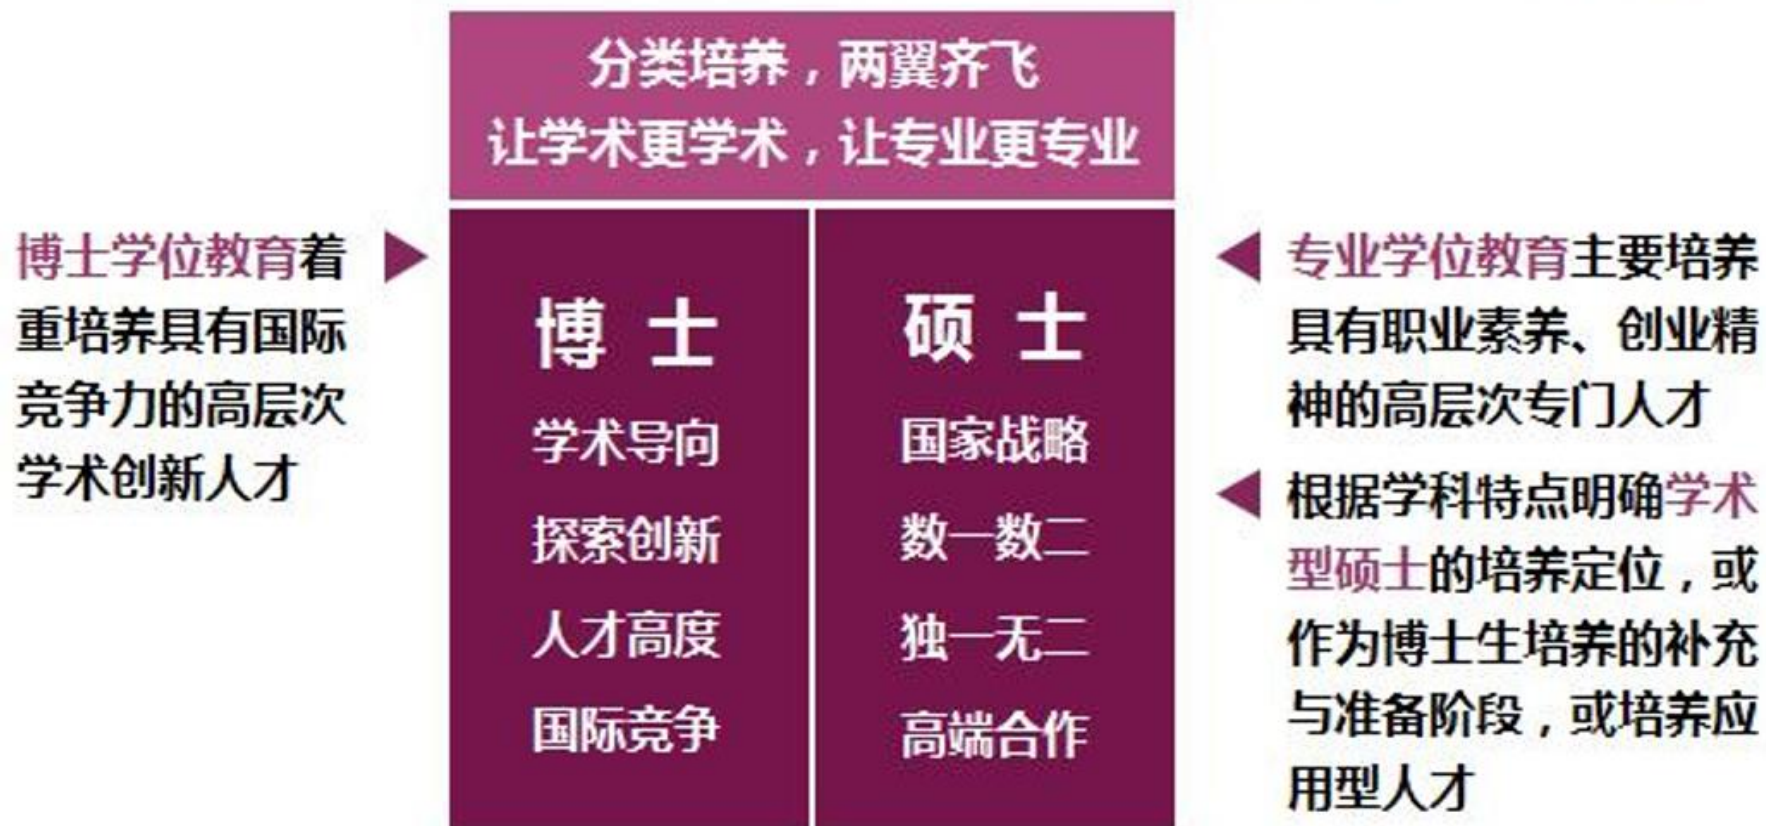 分类培养，两翼齐飞
让学术更学术，让专业更专业
博士学位教育着
重培养具有国际
竞争力的高层次
学术创新人才
博士
学术导向
探索创新
人才高度
国际竞争
硕士
国家战略
数一数二
独一无二
高端合作
专业学位教育主要培养
具有职业素养、创业精
神的高层次专门人才
根据学科特点明确学术
型硕士的培养定位，或
作为博士生培养的补充
与准备阶段，或培养应
用型人才